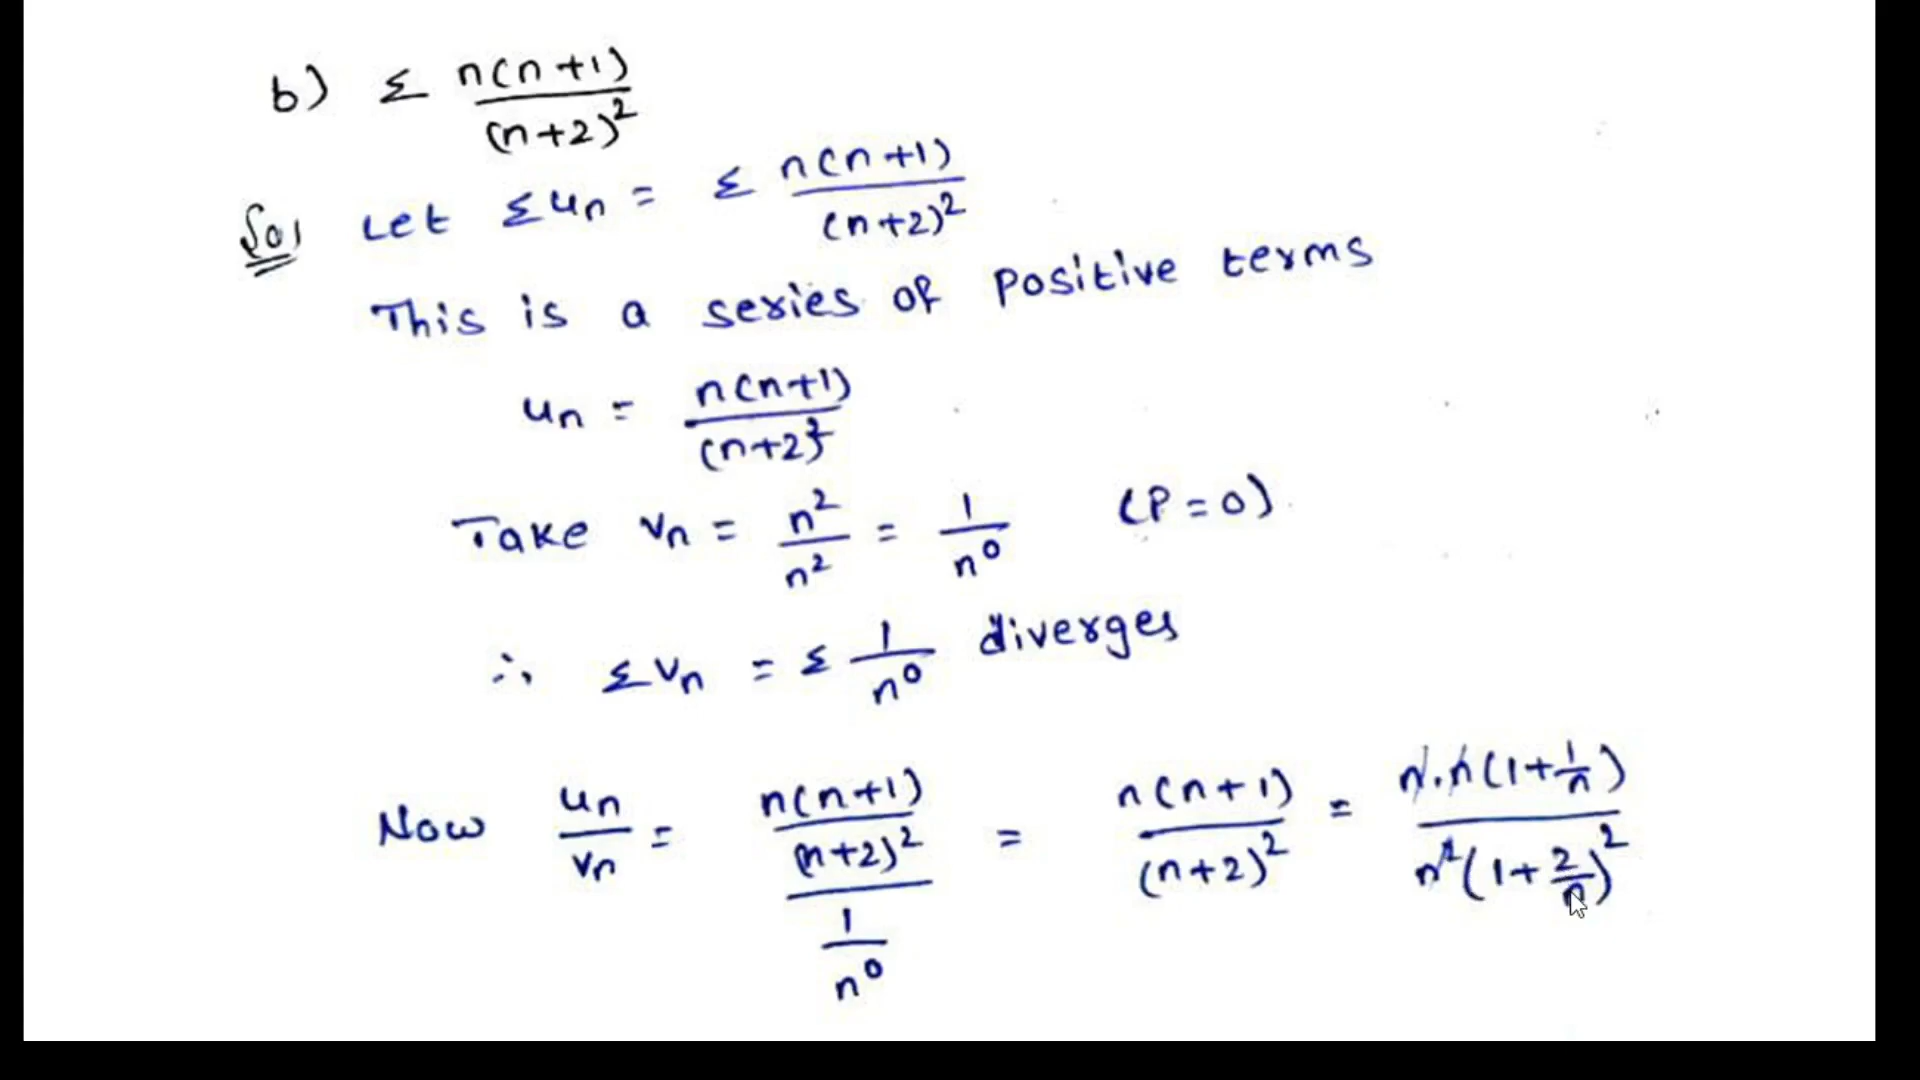 b) Σ n(n+1)/(n+2)²
Sol Let Σuₙ = Σ n(n+1)/(n+2)²
This is a series of positive terms
uₙ = n(n+1)/(n+2)²
Take vₙ = n²/n² = 1/n⁰ (P=0)
∴ Σvₙ = Σ 1/n⁰ diverges
Now uₙ/vₙ = (n(n+1)/(n+2)²)/(1/n⁰) = n(n+1)/(n+2)² = n.n(1+1/n)/n²(1+2/n)²